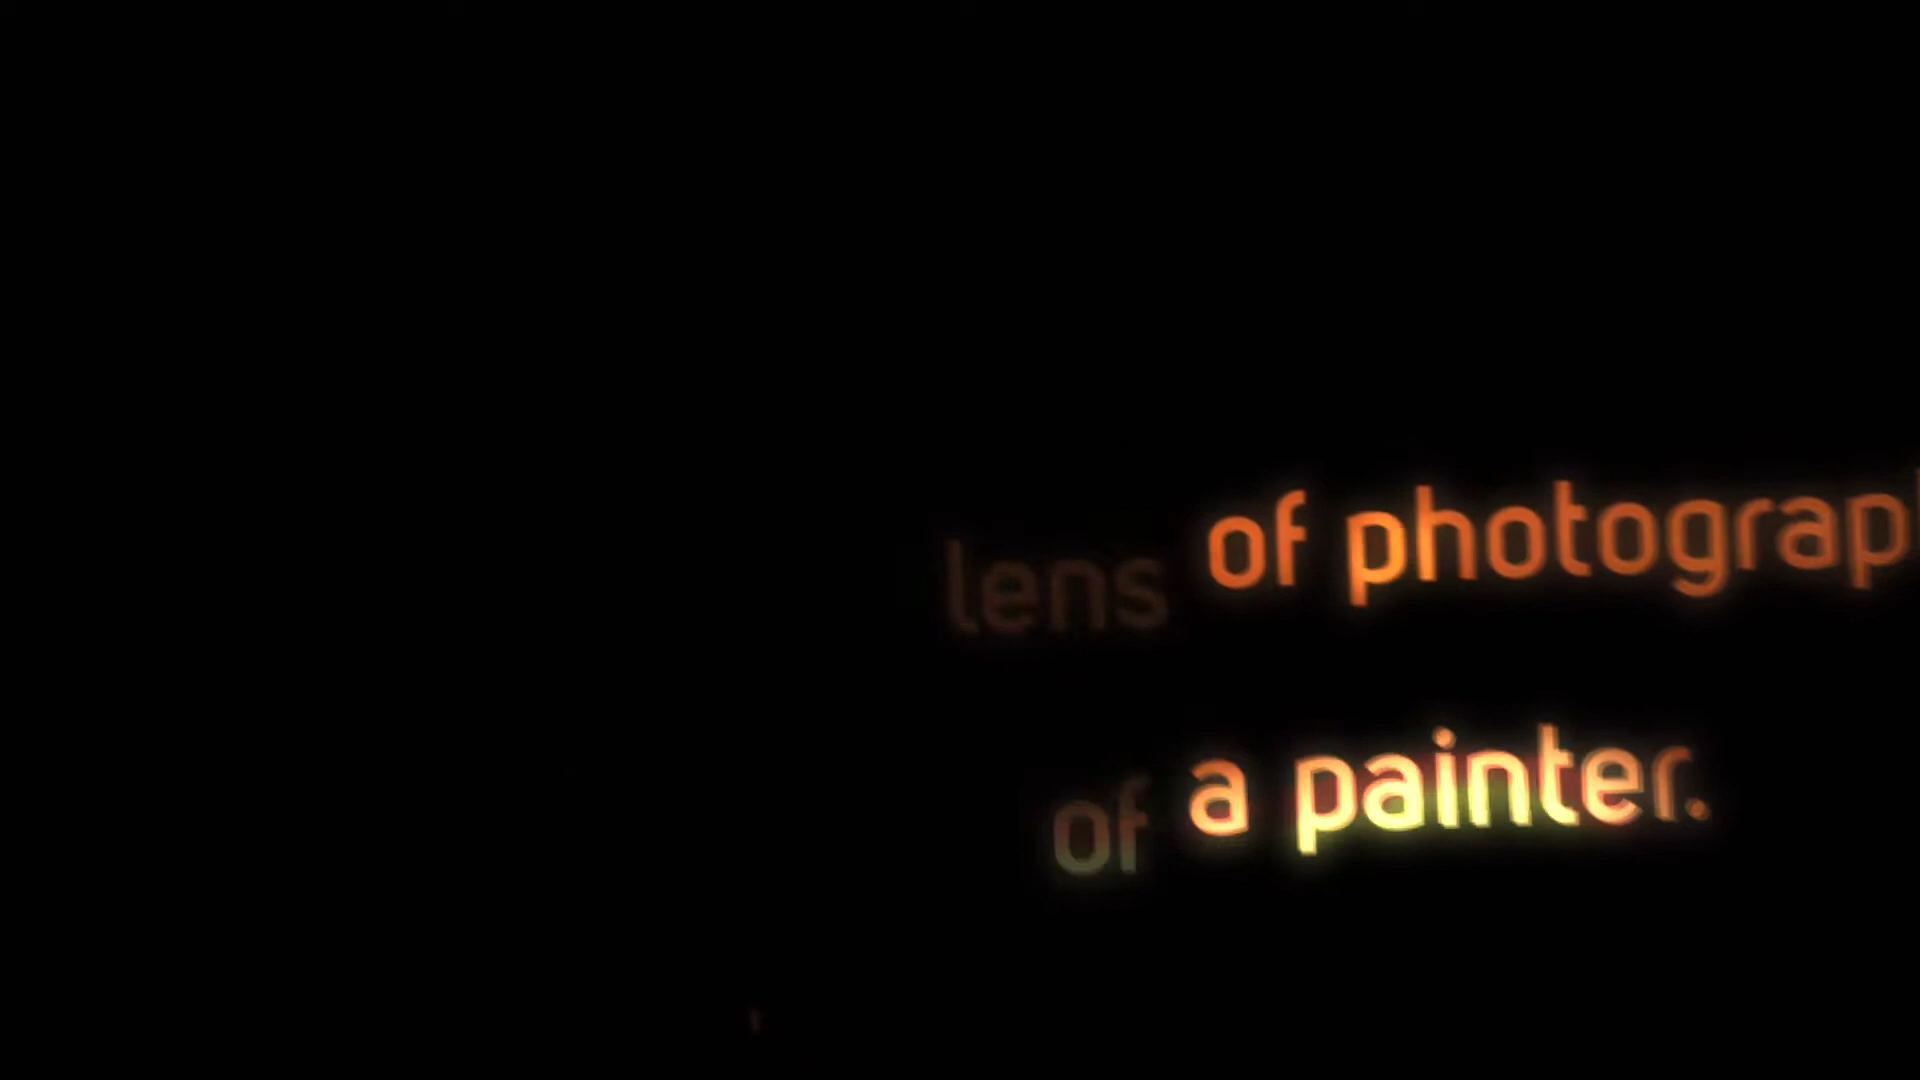 lens of photograp
of a painter.